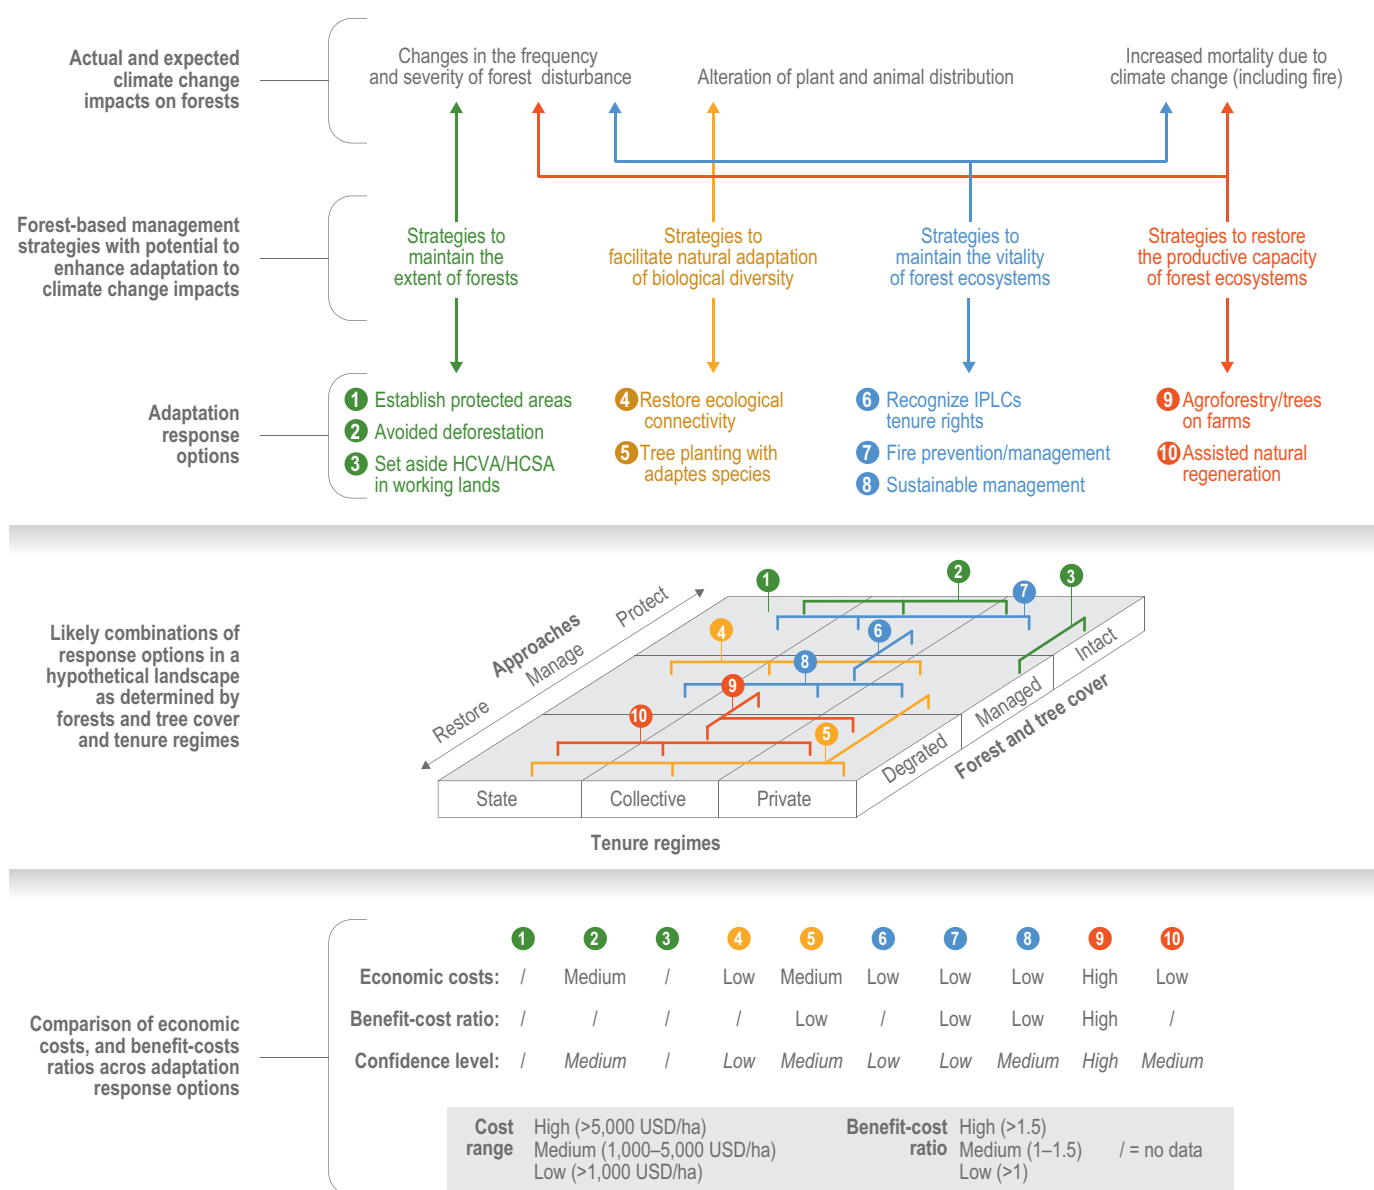 Actual and expected
climate change
impacts on forests
Changes in the frequency
and severity of forest disturbance
Alteration of plant and animal distribution
Increased mortality due to
climate change (including fire)
Forest-based management
strategies with potential to
enhance adaptation to
climate change impacts
Strategies to
maintain the
extent of forests
Strategies to
facilitate natural adaptation
of biological diversity
Strategies to
maintain the vitality
of forest ecosystems
Strategies to restore
the productive capacity
of forest ecosystems
Adaptation
response
options
1 Establish protected areas
2 Avoided deforestation
3 Set aside HCVA/HCSA
in working lands
4 Restore ecological
connectivity
5 Tree planting with
adaptes species
6 Recognize IPLCs
tenure rights
7 Fire prevention/management
8 Sustainable management
9 Agroforestry/trees
on farms
10 Assisted natural
regeneration
Likely combinations of
response options in a
hypothetical landscape
as determined by
forests and tree cover
and tenure regimes
Approaches
Restore
Manage
Protect
1
2
3
7
4
6
8
9
10
5
State
Collective
Private
Tenure regimes
Degrated
Managed
Intact
Forest and tree cover
Comparison of economic
costs, and benefit-costs
ratios acros adaptation
response options
1 2 3 4 5 6 7 8 9 10
Economic costs: / Medium / Low Medium Low Low Low High Low
Benefit-cost ratio: / / / / Low / Low Low High /
Confidence level: / Medium / Low Medium Low Low Medium High Medium
Cost
range
High (>5,000 USD/ha)
Medium (1,000–5,000 USD/ha)
Low (>1,000 USD/ha)
Benefit-cost
ratio
High (>1.5)
Medium (1–1.5)
Low (>1)
/ = no data